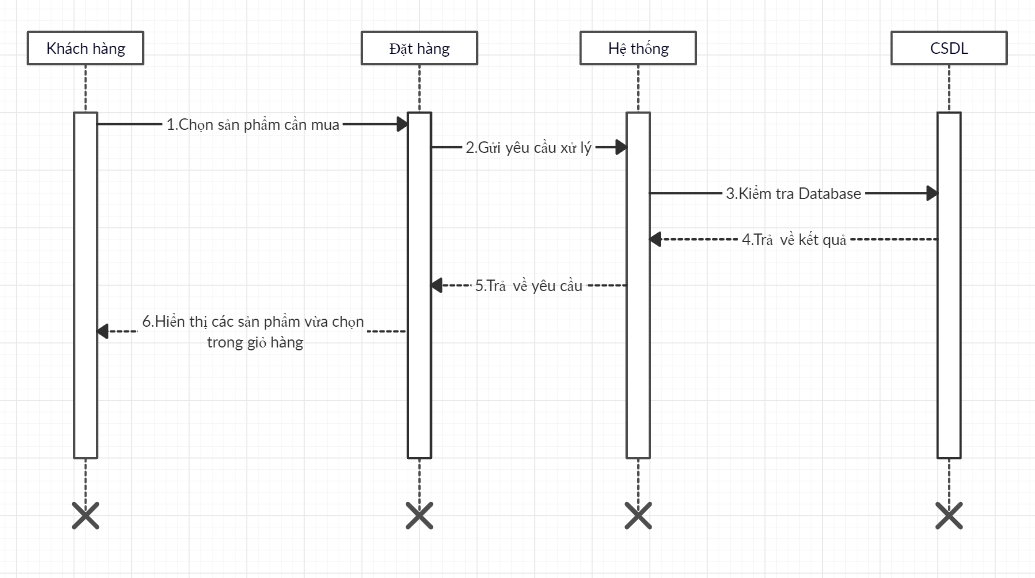 Khách hàng
Đặt hàng
Hệ thống
CSDL
1.Chọn sản phẩm cần mua
2.Gửi yêu cầu xử lý
3.Kiểm tra Database
4.Trả về kết quả
5.Trả về yêu cầu
6.Hiển thị các sản phẩm vừa chọn
trong giỏ hàng